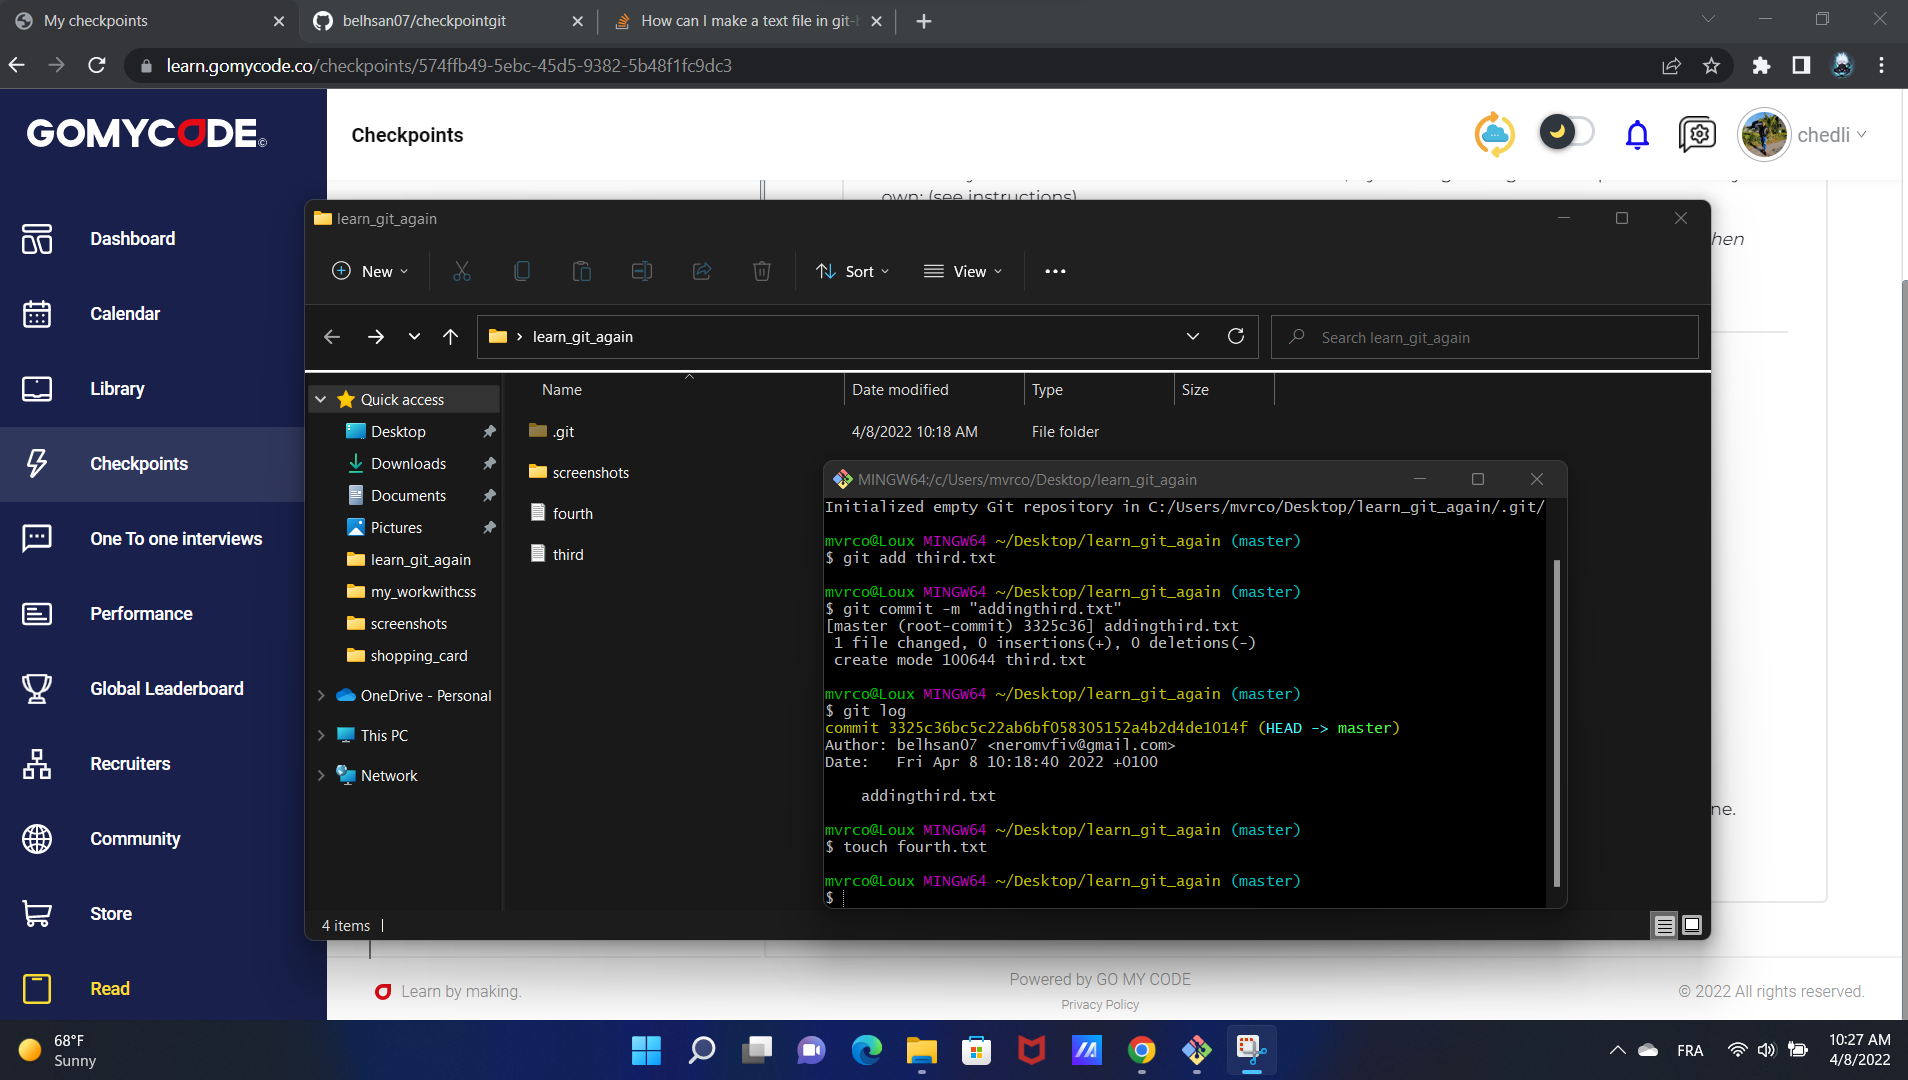 My checkpoints
belhsan07/checkpointgit
How can I make a text file in git-b
learn.gomycode.co/checkpoints/574ffb49-5ebc-45d5-9382-5b48f1fc9dc3
GOMYCODE
Checkpoints
chedli
own: (see instructions)
hen
ne.
Dashboard
Calendar
Library
Checkpoints
One To one interviews
Performance
Global Leaderboard
Recruiters
Community
Store
Read
learn_git_again
New
Sort
View
learn_git_again
Search learn_git_again
Quick access
Desktop
Downloads
Documents
Pictures
learn_git_again
my_workwithcss
screenshots
shopping_card
OneDrive - Personal
This PC
Network
Name Date modified Type Size
.git 4/8/2022 10:18 AM File folder
screenshots
fourth
third
4 items
MINGW64:/c/Users/mvrco/Desktop/learn_git_again
Initialized empty Git repository in C:/Users/mvrco/Desktop/learn_git_again/.git/
mvrco@Loux MINGW64 ~/Desktop/learn_git_again (master)
$ git add third.txt
mvrco@Loux MINGW64 ~/Desktop/learn_git_again (master)
$ git commit -m "addingthird.txt"
[master (root-commit) 3325c36] addingthird.txt
1 file changed, 0 insertions(+), 0 deletions(-)
create mode 100644 third.txt
mvrco@Loux MINGW64 ~/Desktop/learn_git_again (master)
$ git log
commit 3325c36bc5c22ab6bf058305152a4b2d4de1014f (HEAD -> master)
Author: belhsan07 <neromvfiv@gmail.com>
Date: Fri Apr 8 10:18:40 2022 +0100
addingthird.txt
mvrco@Loux MINGW64 ~/Desktop/learn_git_again (master)
$ touch fourth.txt
mvrco@Loux MINGW64 ~/Desktop/learn_git_again (master)
$
Learn by making.
Powered by GO MY CODE
Privacy Policy
© 2022 All rights reserved.
68°F
Sunny
FRA
10:27 AM
4/8/2022